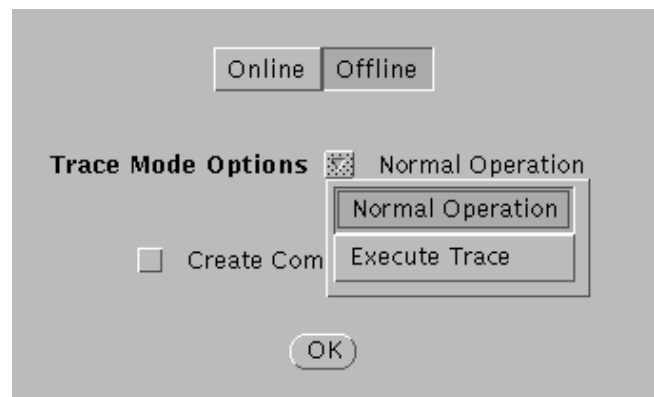 Online Offline
Trace Mode Options Normal Operation
Normal Operation
Create Com Execute Trace
OK